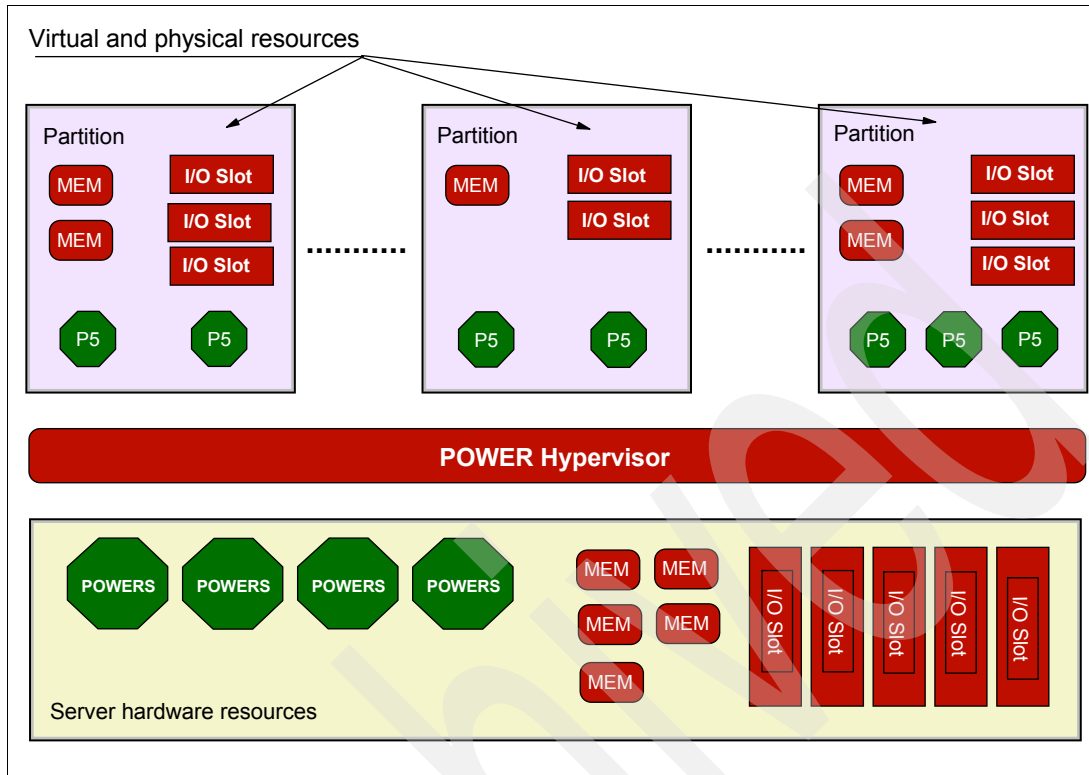 Virtual and physical resources
Partition
MEM
MEM
I/O Slot
I/O Slot
I/O Slot
P5
P5
............
Partition
MEM
I/O Slot
I/O Slot
P5
P5
............
Partition
MEM
MEM
I/O Slot
I/O Slot
I/O Slot
P5
P5
P5
POWER Hypervisor
POWERS
POWERS
POWERS
POWERS
MEM
MEM
MEM
MEM
MEM
I/O Slot
I/O Slot
I/O Slot
I/O Slot
I/O Slot
Server hardware resources
hived